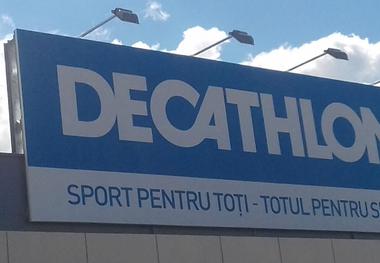 DECATHLON
SPORT PENTRU TOȚI - TOTUL PENTRU S